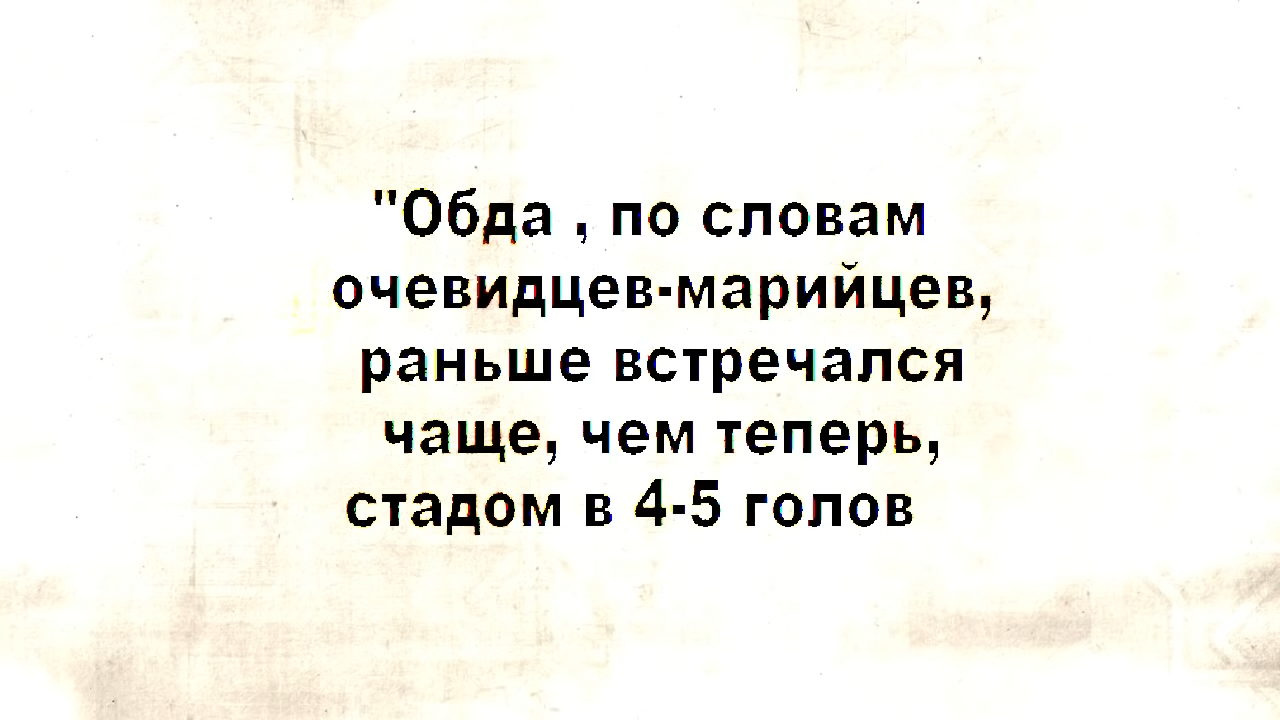 "Обда , по словам
очевидцев-марийцев,
раньше встречался
чаще, чем теперь,
стадом в 4-5 голов